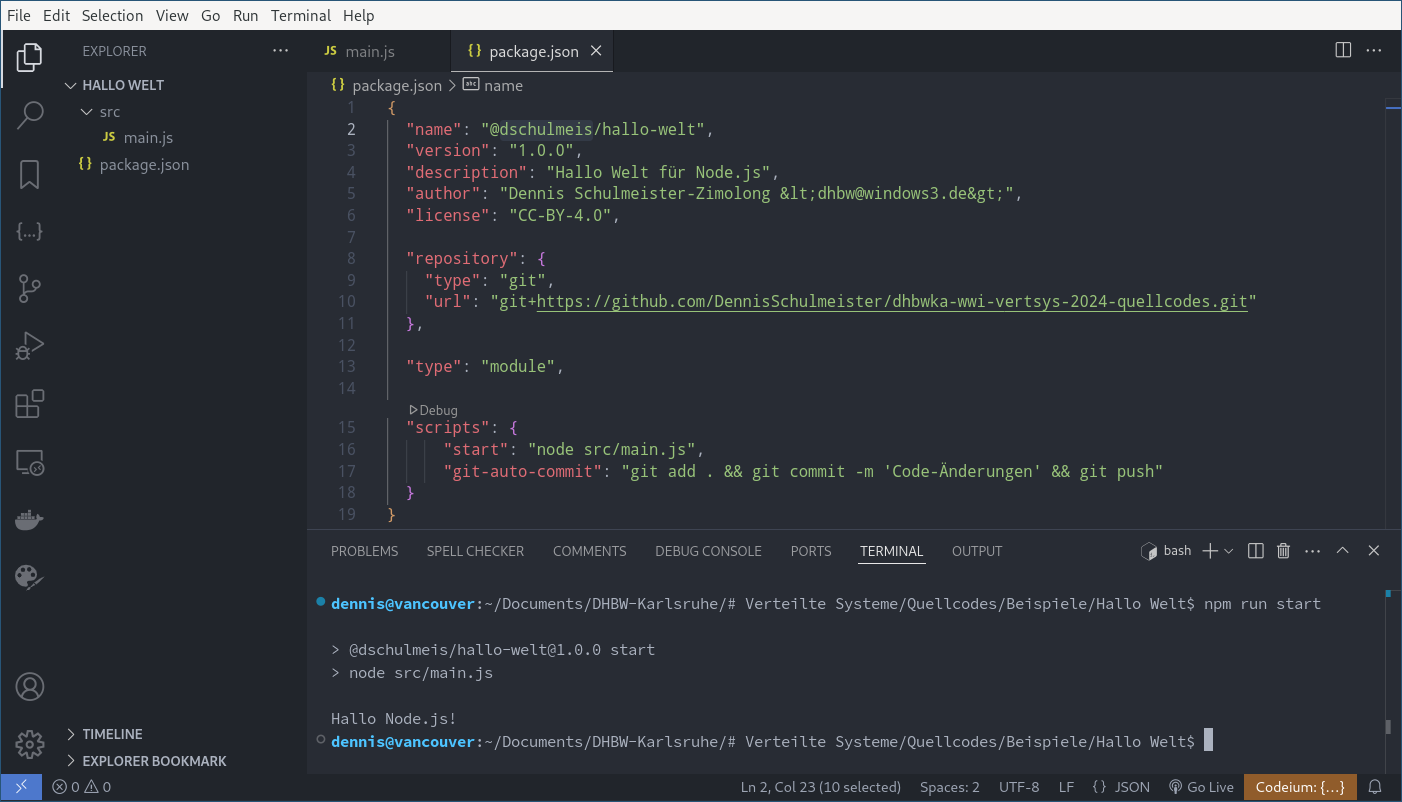 File Edit Selection View Go Run Terminal Help
EXPLORER ···
JS main.js {} package.json × ···
HALLO WELT
src
JS main.js
{} package.json
{} package.json > abc name
1 {
2 "name": "@dschulmeis/hallo-welt",
3 "version": "1.0.0",
4 "description": "Hallo Welt für Node.js",
5 "author": "Dennis Schulmeister-Zimolong &lt;dhbw@windows3.de&gt;",
6 "license": "CC-BY-4.0",
7
8 "repository": {
9 "type": "git",
10 "url": "git+https://github.com/DennisSchulmeister/dhbwka-wwi-vertsys-2024-quellcodes.git"
11 },
12
13 "type": "module",
14
Debug
15 "scripts": {
16 "start": "node src/main.js",
17 "git-auto-commit": "git add . && git commit -m 'Code-Änderungen' && git push"
18 }
19 }
PROBLEMS SPELL CHECKER COMMENTS DEBUG CONSOLE PORTS TERMINAL OUTPUT bash
dennis@vancouver:~/Documents/DHBW-Karlsruhe/# Verteilte Systeme/Quellcodes/Beispiele/Hallo Welt$ npm run start
> @dschulmeis/hallo-welt@1.0.0 start
> node src/main.js
Hallo Node.js!
dennis@vancouver:~/Documents/DHBW-Karlsruhe/# Verteilte Systeme/Quellcodes/Beispiele/Hallo Welt$
TIMELINE
EXPLORER BOOKMARK
0 0 Ln 2, Col 23 (10 selected) Spaces: 2 UTF-8 LF {} JSON Go Live Codeium: {...}